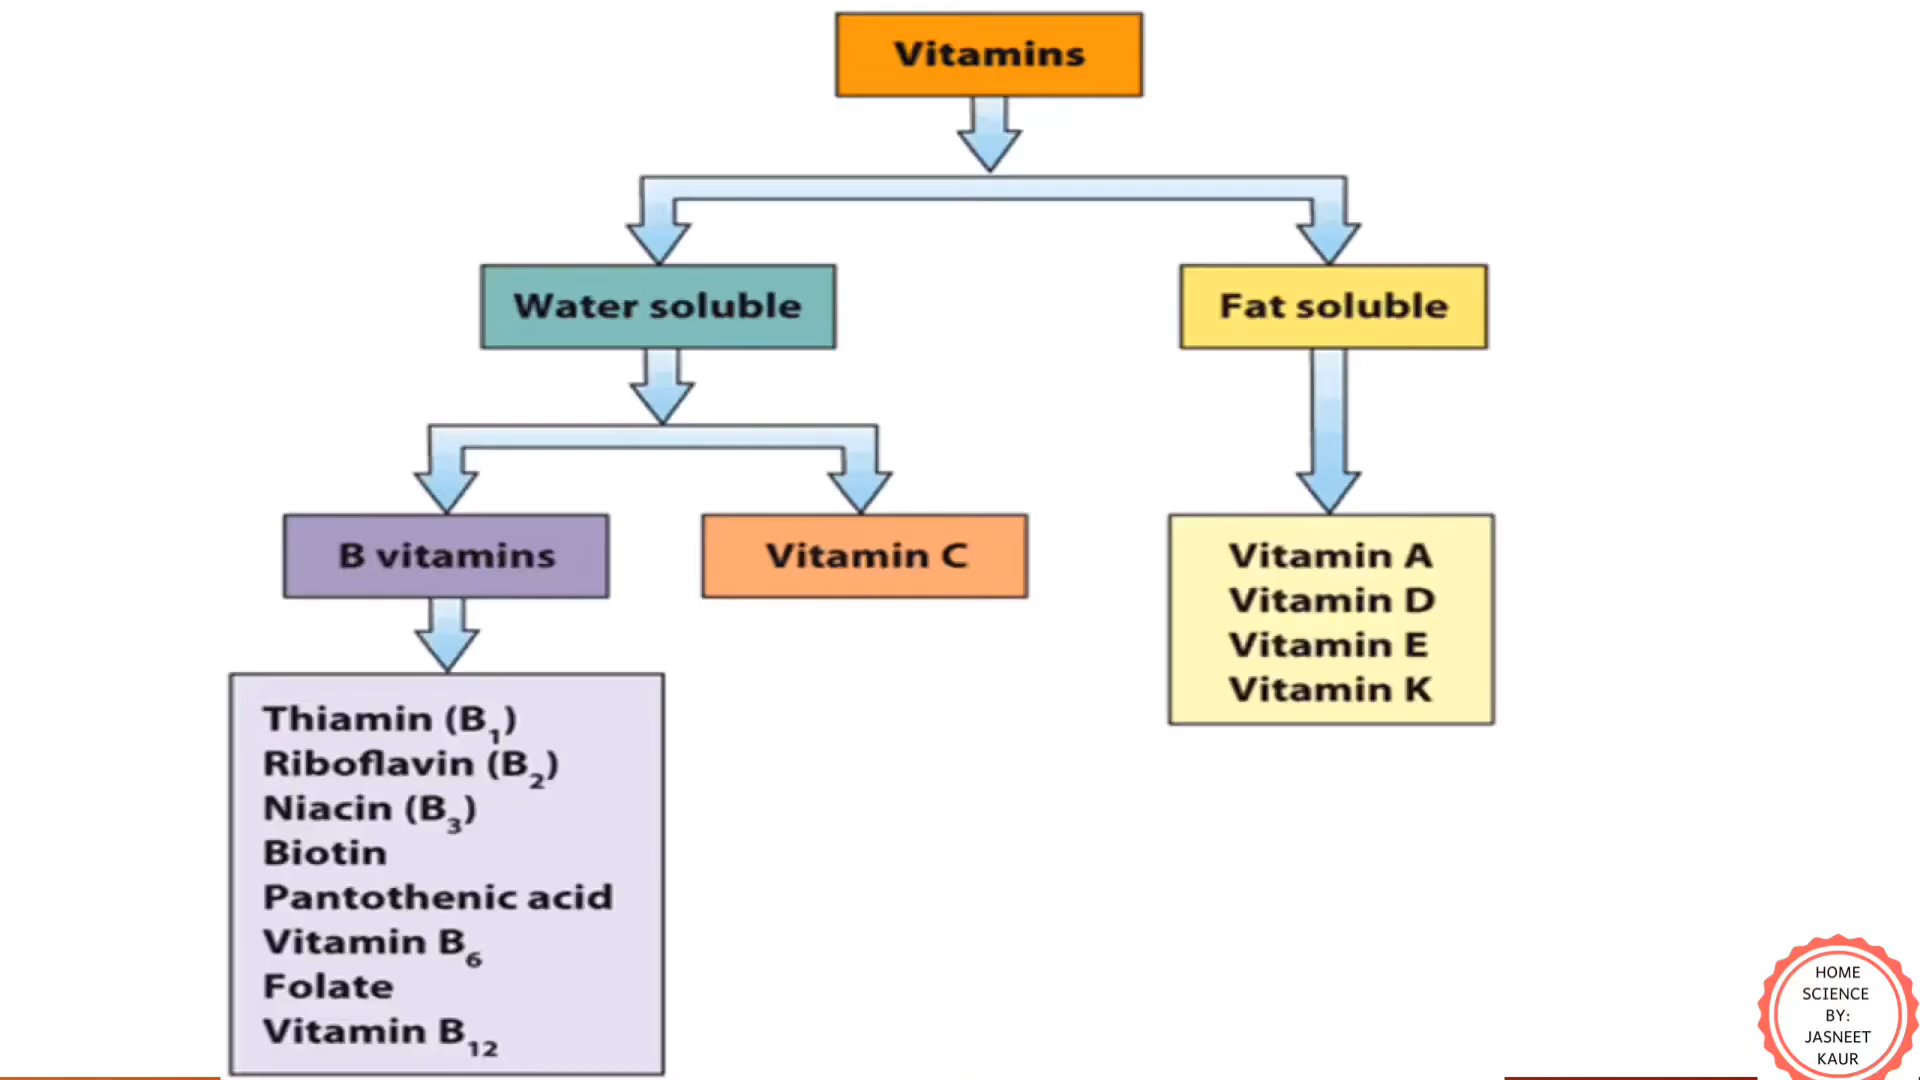 Vitamins
Water soluble
Fat soluble
B vitamins
Vitamin C
Vitamin A
Vitamin D
Vitamin E
Vitamin K
Thiamin (B₁)
Riboflavin (B₂)
Niacin (B₃)
Biotin
Pantothenic acid
Vitamin B₆
Folate
Vitamin B₁₂
HOME
SCIENCE
BY:
JASNEET
KAUR